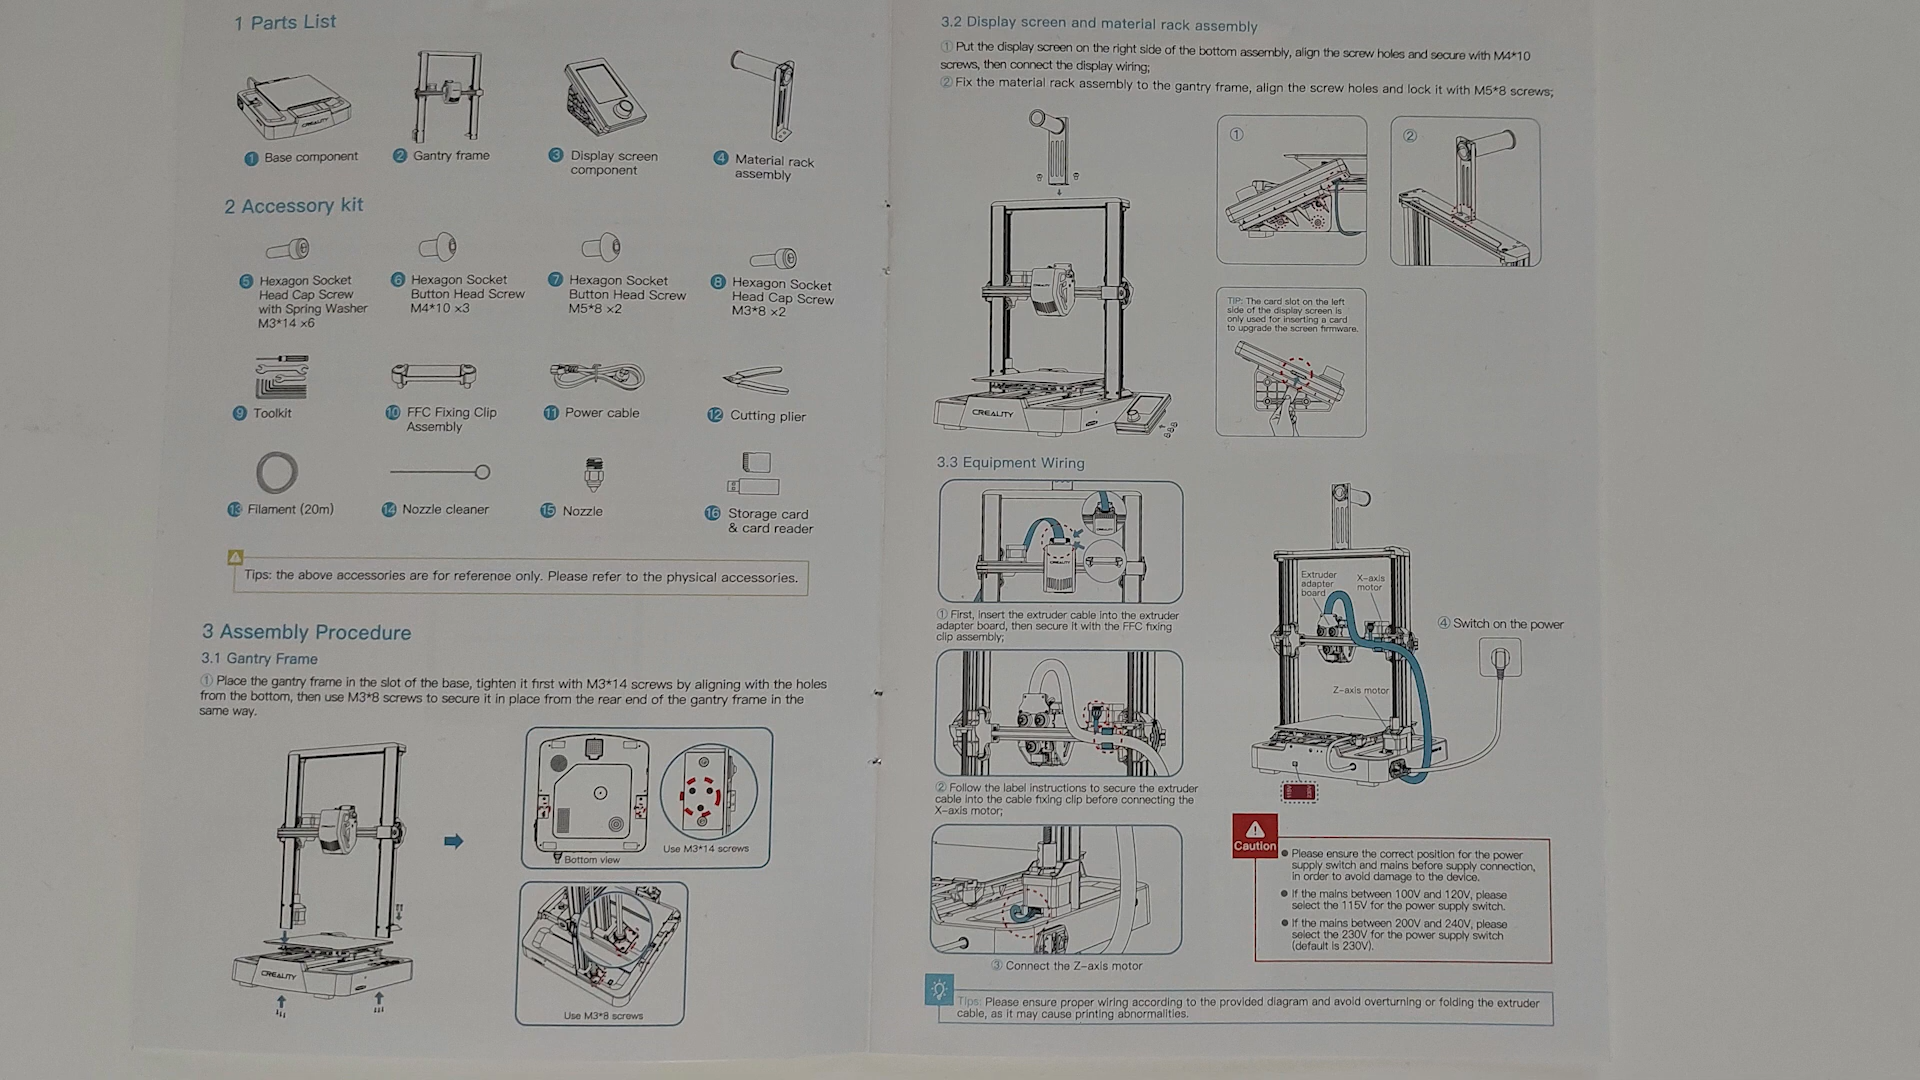 1 Parts List
CREALITY
1 Base component
2 Gantry frame
3 Display screen
component
4 Material rack
assembly
2 Accessory kit
5 Hexagon Socket
Head Cap Screw
with Spring Washer
M3*14 x6
6 Hexagon Socket
Button Head Screw
M4*10 x3
7 Hexagon Socket
Button Head Screw
M5*8 x2
8 Hexagon Socket
Head Cap Screw
M3*8 x2
9 Toolkit
10 FFC Fixing Clip
Assembly
11 Power cable
12 Cutting plier
13 Filament (20m)
14 Nozzle cleaner
15 Nozzle
16 Storage card
& card reader
Tips: the above accessories are for reference only. Please refer to the physical accessories.
3 Assembly Procedure
3.1 Gantry Frame
① Place the gantry frame in the slot of the base, tighten it first with M3*14 screws by aligning with the holes
from the bottom, then use M3*8 screws to secure it in place from the rear end of the gantry frame in the
same way.
CREALITY
Bottom view
Use M3*14 screws
Use M3*8 screws
3.2 Display screen and material rack assembly
① Put the display screen on the right side of the bottom assembly, align the screw holes and secure with M4*10
screws, then connect the display wiring;
② Fix the material rack assembly to the gantry frame, align the screw holes and lock it with M5*8 screws;
CREALITY
CREALITY
①
②
TIP: The card slot on the left
side of the display screen is
only used for inserting a card
to upgrade the screen firmware.
3.3 Equipment Wiring
CREALITY
CREALITY
① First, insert the extruder cable into the extruder
adapter board, then secure it with the FFC fixing
clip assembly;
② Follow the label instructions to secure the extruder
cable into the cable fixing clip before connecting the
X-axis motor;
③ Connect the Z-axis motor
Extruder
adapter
board
X-axis
motor
Z-axis motor
④ Switch on the power
115V
230V
Caution
● Please ensure the correct position for the power
supply switch and mains before supply connection,
in order to avoid damage to the device.
● If the mains between 100V and 120V, please
select the 115V for the power supply switch.
● If the mains between 200V and 240V, please
select the 230V for the power supply switch
(default is 230V).
Tips: Please ensure proper wiring according to the provided diagram and avoid overturning or folding the extruder
cable, as it may cause printing abnormalities.